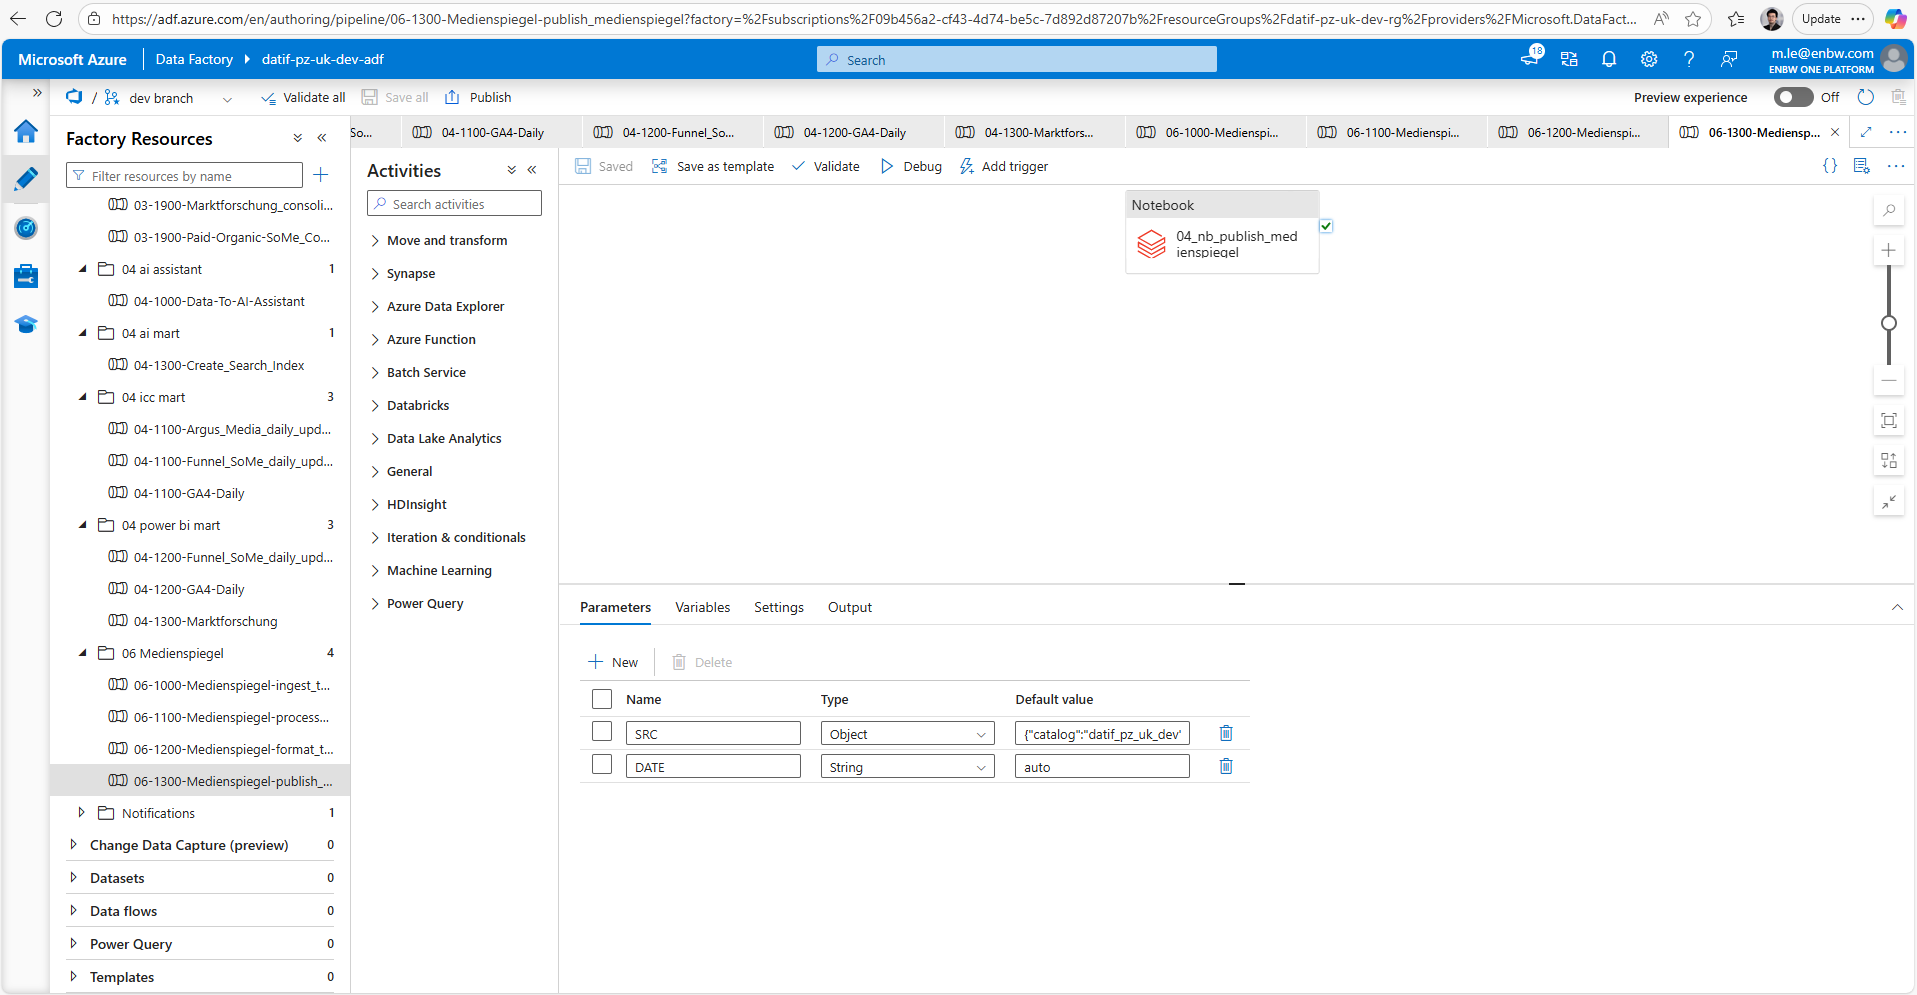 https://adf.azure.com/en/authoring/pipeline/06-1300-Medienspiegel-publish_medienspiegel?factory=%2Fsubscriptions%2F09b456a2-cf43-4d74-be5c-7d892d87207b%2FresourceGroups%2Fdatif-pz-uk-dev-rg%2Fproviders%2FMicrosoft.DataFact...
Update
Microsoft Azure
Data Factory
datif-pz-uk-dev-adf
Search
18
m.le@enbw.com
ENBW ONE PLATFORM
/
dev branch
Validate all
Save all
Publish
Preview experience
Off
Factory Resources
Filter resources by name
03-1900-Marktforschung_consoli...
03-1900-Paid-Organic-SoMe_Co...
04 ai assistant 1
04-1000-Data-To-AI-Assistant
04 ai mart 1
04-1300-Create_Search_Index
04 icc mart 3
04-1100-Argus_Media_daily_upd...
04-1100-Funnel_SoMe_daily_upd...
04-1100-GA4-Daily
04 power bi mart 3
04-1200-Funnel_SoMe_daily_upd...
04-1200-GA4-Daily
04-1300-Marktforschung
06 Medienspiegel 4
06-1000-Medienspiegel-ingest_t...
06-1100-Medienspiegel-process...
06-1200-Medienspiegel-format_t...
06-1300-Medienspiegel-publish_...
Notifications 1
Change Data Capture (preview) 0
Datasets 0
Data flows 0
Power Query 0
Templates 0
So...
04-1100-GA4-Daily
04-1200-Funnel_So...
04-1200-GA4-Daily
04-1300-Marktfors...
06-1000-Medienspi...
06-1100-Medienspi...
06-1200-Medienspi...
06-1300-Mediensp...
Activities
Search activities
Move and transform
Synapse
Azure Data Explorer
Azure Function
Batch Service
Databricks
Data Lake Analytics
General
HDInsight
Iteration & conditionals
Machine Learning
Power Query
Saved
Save as template
Validate
Debug
Add trigger
{}
Notebook
04_nb_publish_med
ienspiegel
Parameters
Variables
Settings
Output
New
Delete
Name Type Default value
SRC Object {"catalog":"datif_pz_uk_dev"
DATE String auto